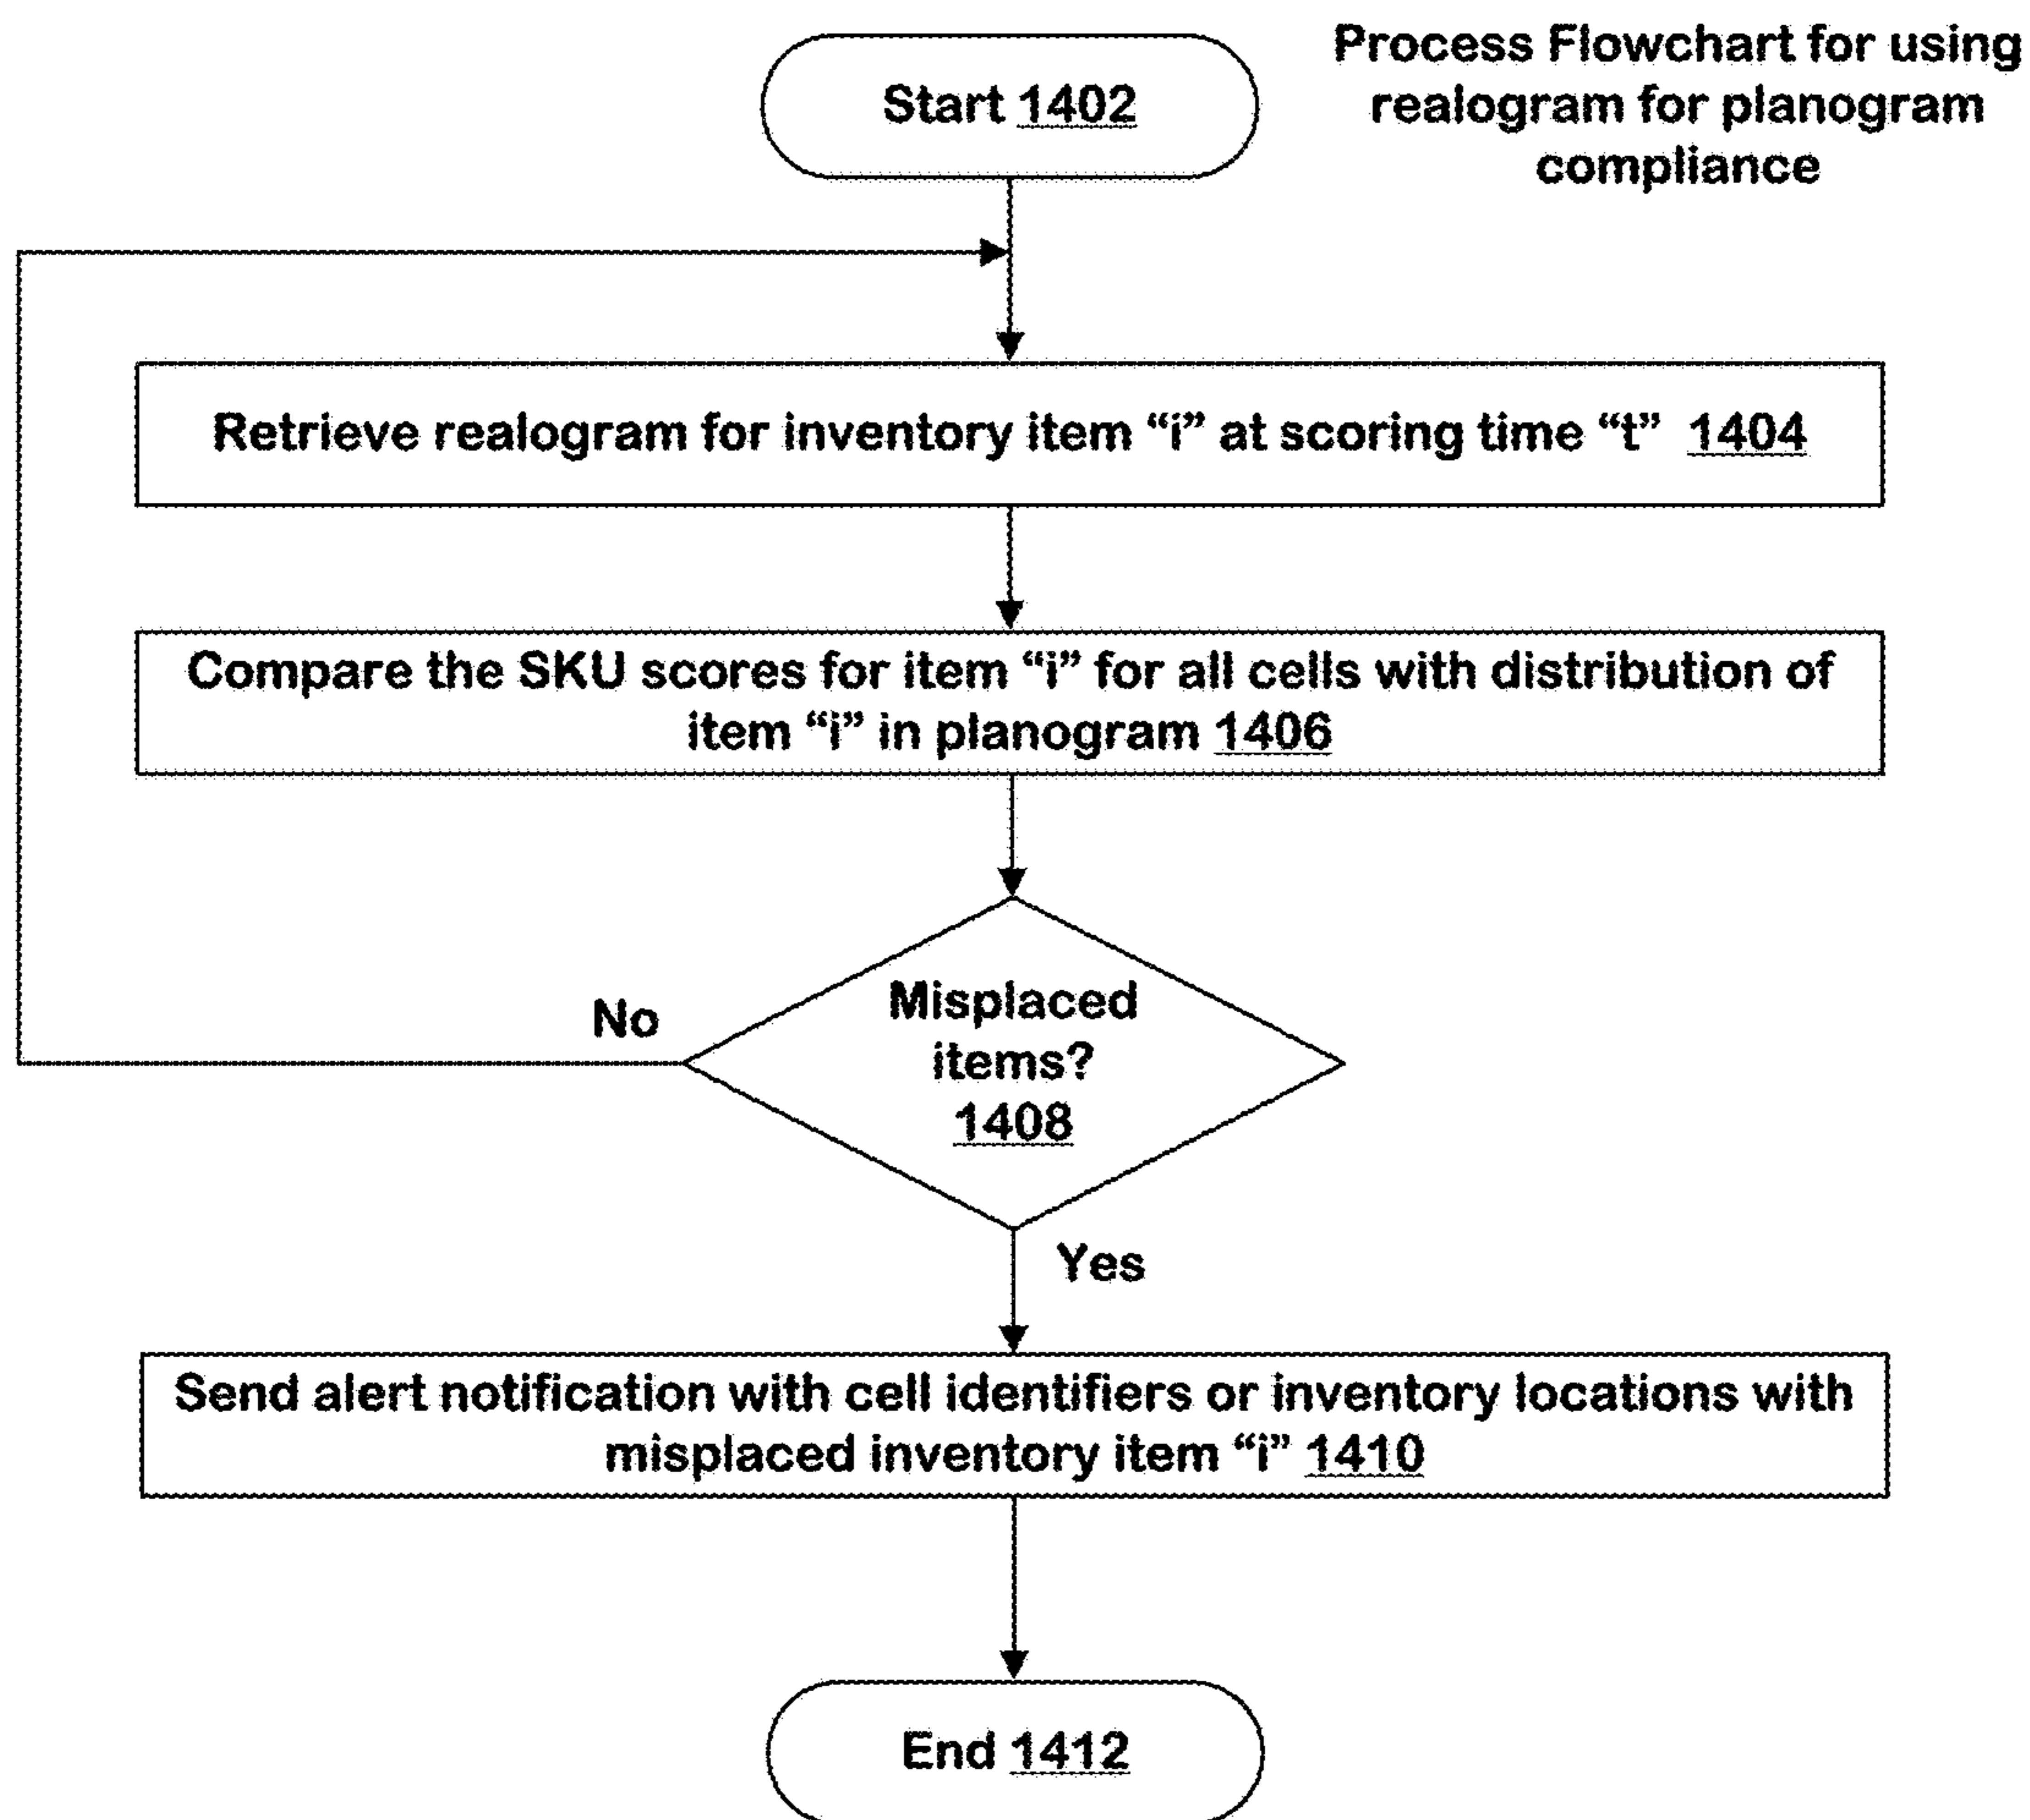 Start 1402
Process Flowchart for using
realogram for planogram
compliance
Retrieve realogram for inventory item “i” at scoring time “t” 1404
Compare the SKU scores for item “i” for all cells with distribution of
item “i” in planogram 1406
Misplaced
items?
1408
No
Yes
Send alert notification with cell identifiers or inventory locations with
misplaced inventory item “i” 1410
End 1412